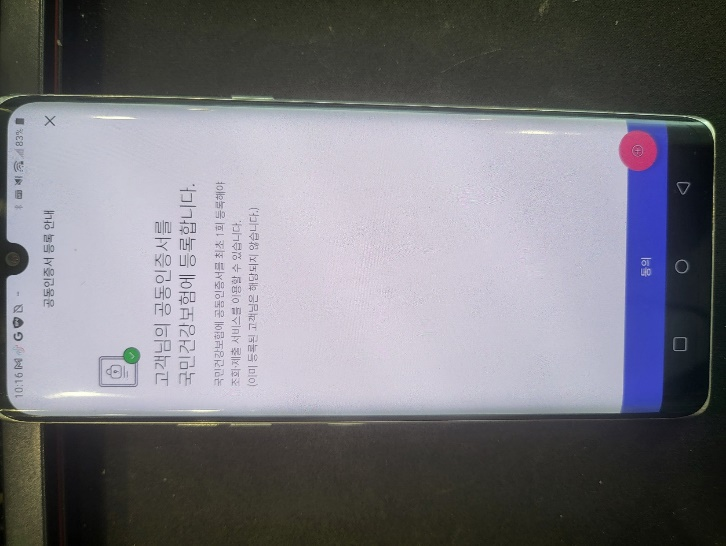 10:16
83%
공동인증서 등록 안내
고객님의 공동인증서를
국민건강보험에 등록합니다.
국민건강보험에 공동인증서를 최초 1회 등록해야
조회·제출 서비스를 이용할 수 있습니다.
(이미 등록된 고객님은 해당되지 않습니다.)
동의